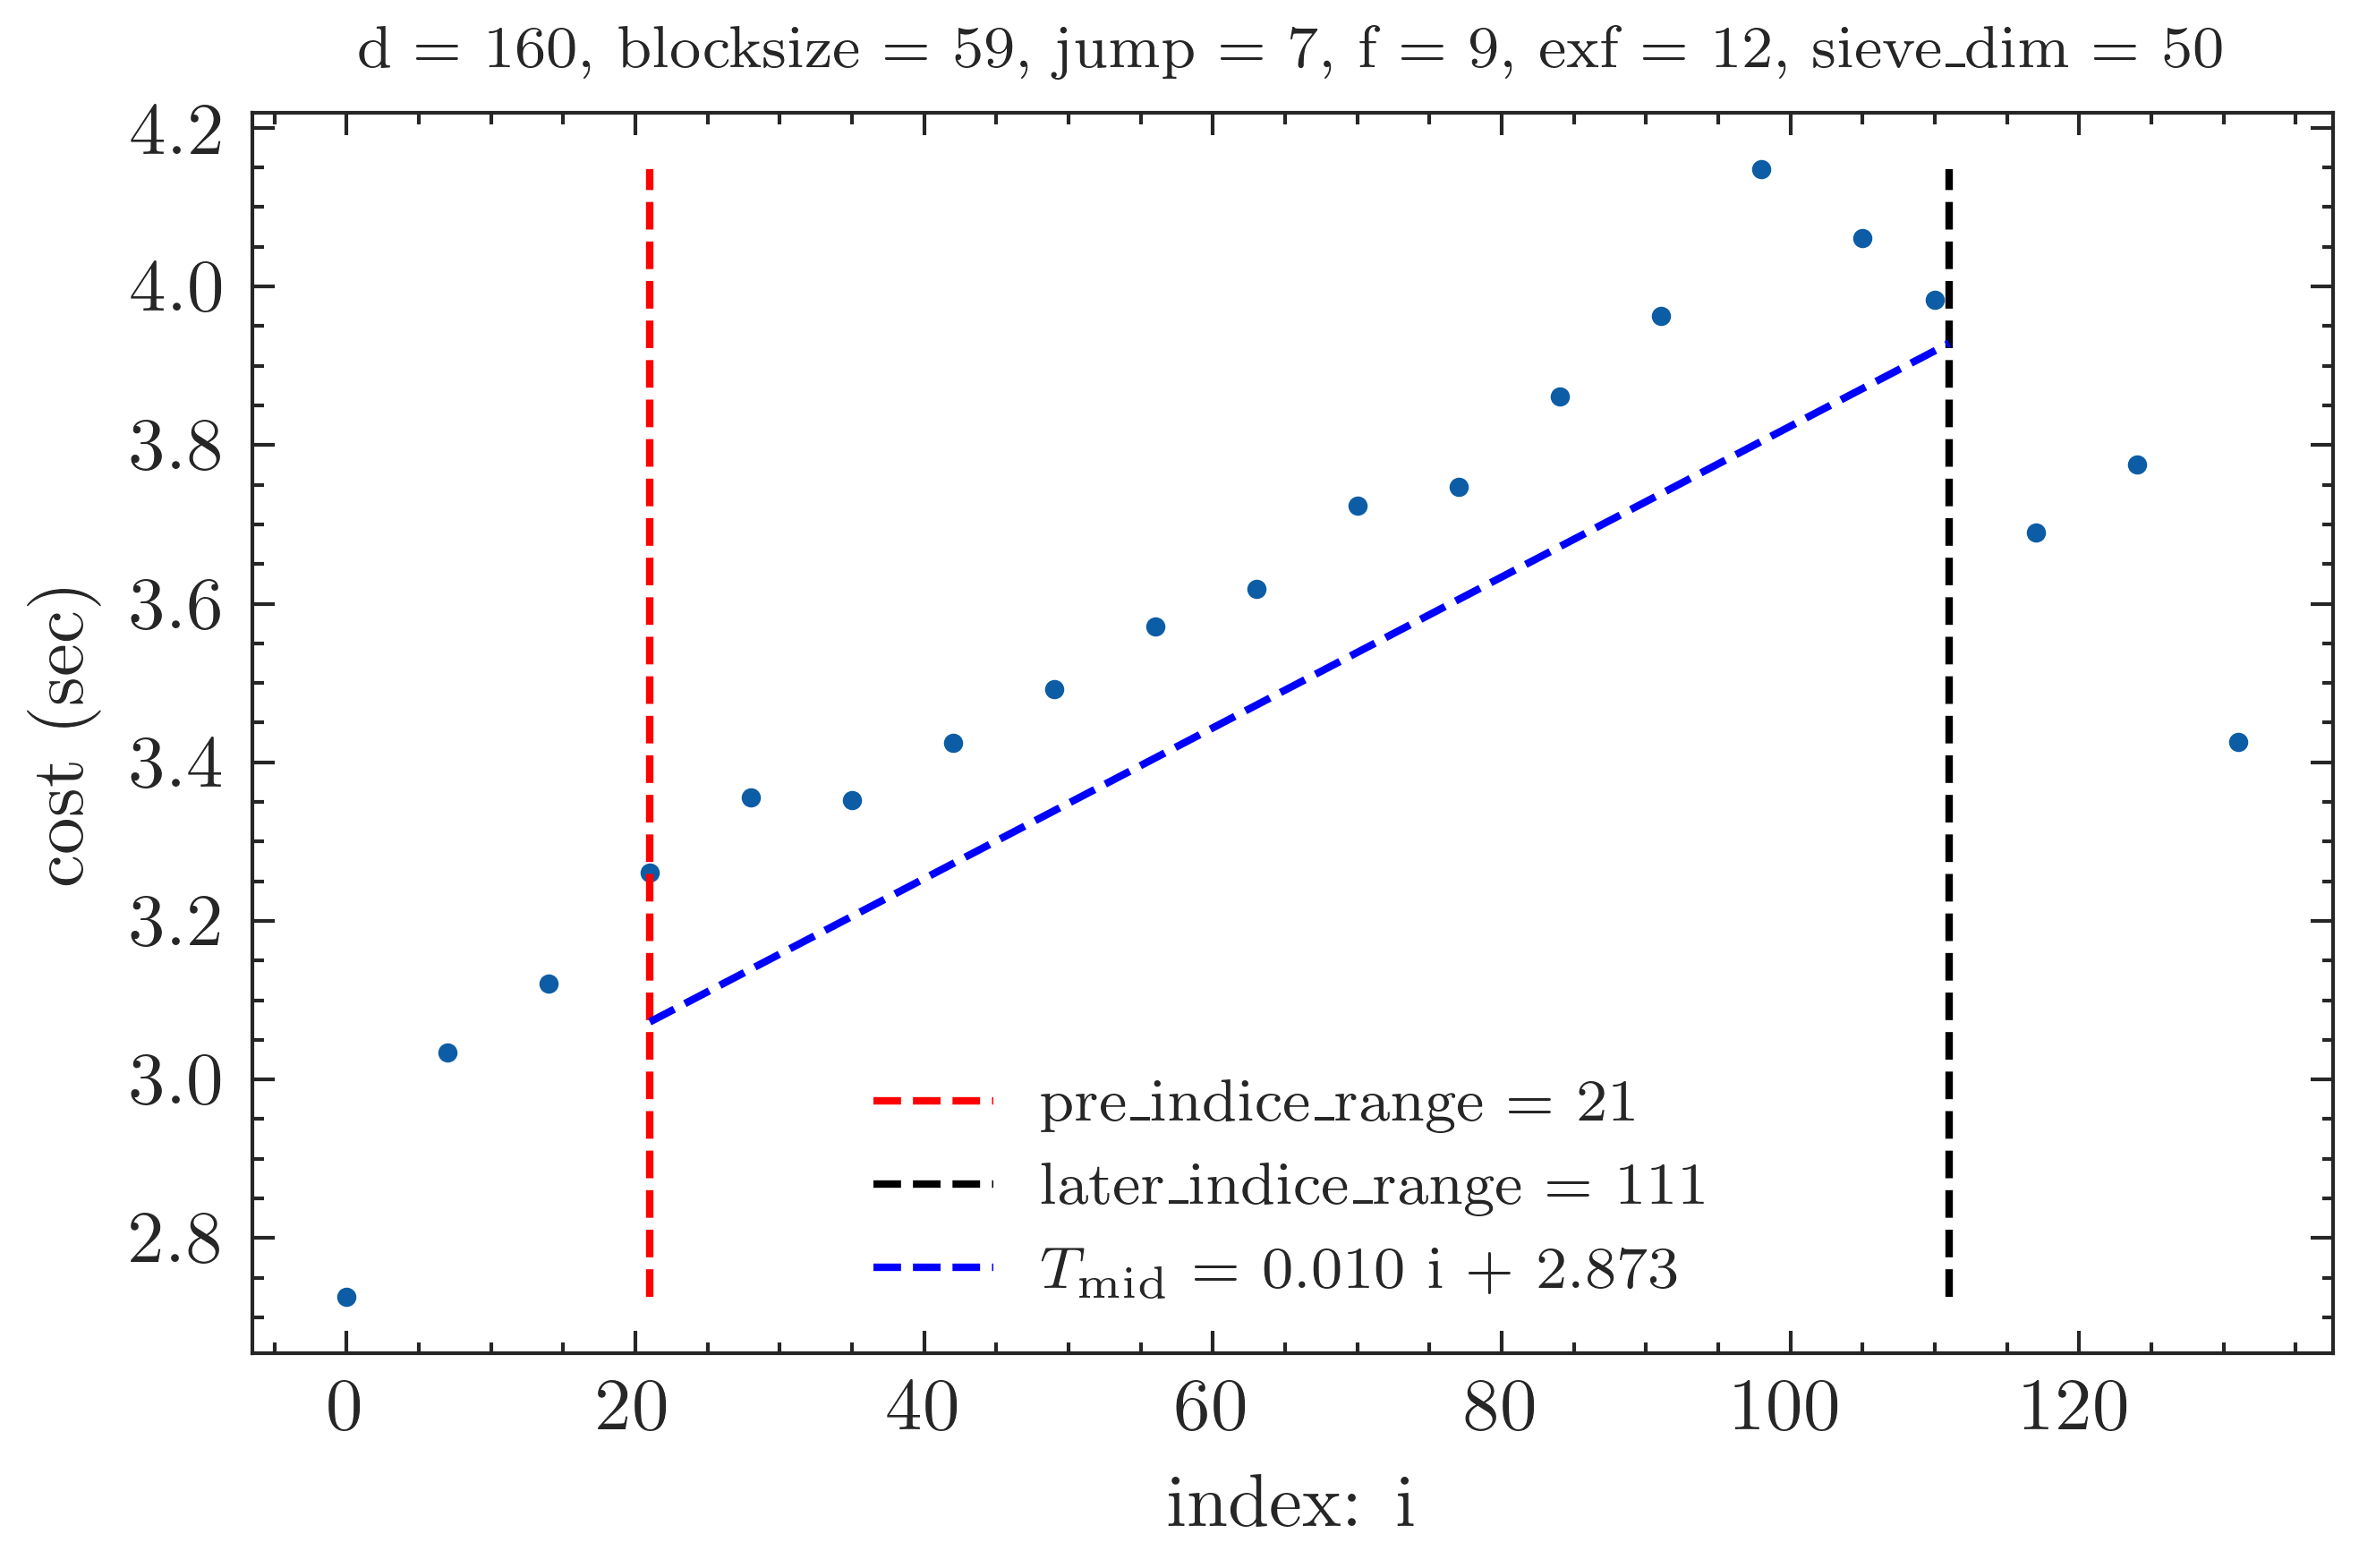 d = 160, blocksize = 59, jump = 7, f = 9, exf = 12, sieve_dim = 50
4.2
4.0
3.8
3.6
3.4
3.2
3.0
2.8
cost (sec)
pre_indice_range = 21
later_indice_range = 111
T_mid = 0.010 i + 2.873
0 20 40 60 80 100 120
index: i